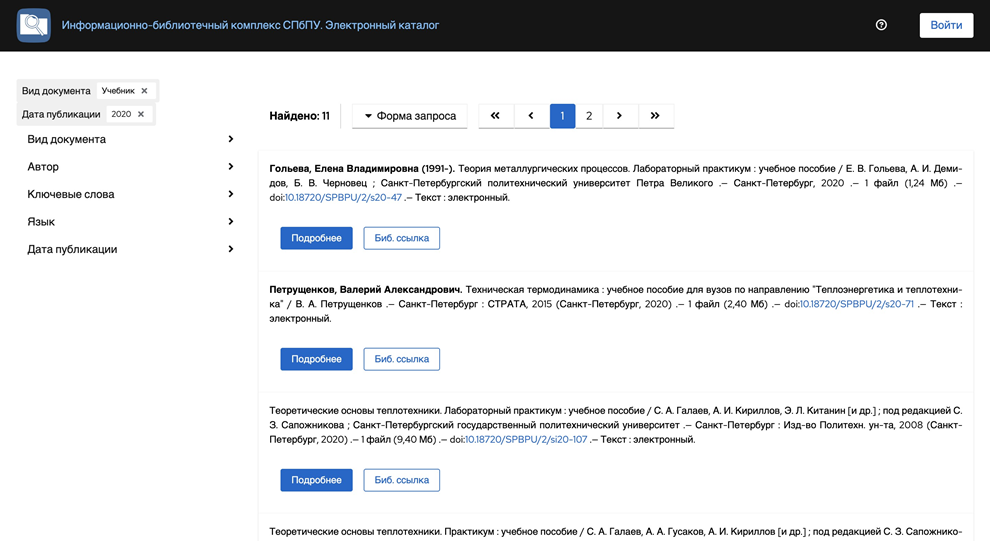 Информационно-библиотечный комплекс СПбПУ. Электронный каталог
Войти
Вид документа Учебник
Дата публикации 2020
Вид документа
Автор
Ключевые слова
Язык
Дата публикации
Найдено: 11
Форма запроса
1 2
Гольева, Елена Владимировна (1991-). Теория металлургических процессов. Лабораторный практикум : учебное пособие / Е. В. Гольева, А. И. Деми-
дов, Б. В. Черновец ; Санкт-Петербургский политехнический университет Петра Великого .— Санкт-Петербург, 2020 .— 1 файл (1,24 Мб) .—
doi:10.18720/SPBPU/2/s20-47 .— Текст : электронный.
Подробнее Биб. ссылка
Петрущенков, Валерий Александрович. Техническая термодинамика : учебное пособие для вузов по направлению "Теплоэнергетика и теплотехни-
ка" / В. А. Петрущенков .— Санкт-Петербург : СТРАТА, 2015 (Санкт-Петербург, 2020) .— 1 файл (2,40 Мб) .— doi:10.18720/SPBPU/2/s20-71 .— Текст :
электронный.
Подробнее Биб. ссылка
Теоретические основы теплотехники. Лабораторный практикум : учебное пособие / С. А. Галаев, А. И. Кириллов, Э. Л. Китанин [и др.] ; под редакцией С.
З. Сапожникова ; Санкт-Петербургский государственный политехнический университет .— Санкт-Петербург : Изд-во Политехн. ун-та, 2008 (Санкт-
Петербург, 2020) .— 1 файл (9,40 Мб) .— doi:10.18720/SPBPU/2/si20-107 .— Текст : электронный.
Подробнее Биб. ссылка
Теоретические основы теплотехники. Практикум : учебное пособие / С. А. Галаев, А. А. Гусаков, А. И. Кириллов [и др.] ; под редакцией С. З. Сапожнико-